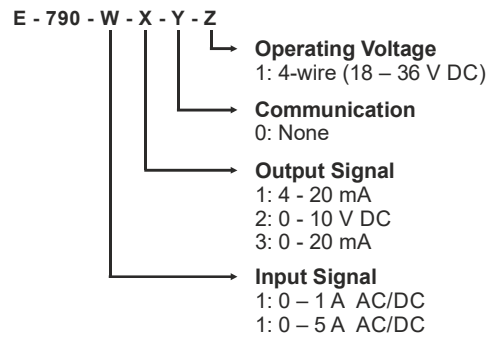 E - 790 - W - X - Y - Z
Operating Voltage
1: 4-wire (18 – 36 V DC)
Communication
0: None
Output Signal
1: 4 - 20 mA
2: 0 - 10 V DC
3: 0 - 20 mA
Input Signal
1: 0 – 1 A AC/DC
1: 0 – 5 A AC/DC